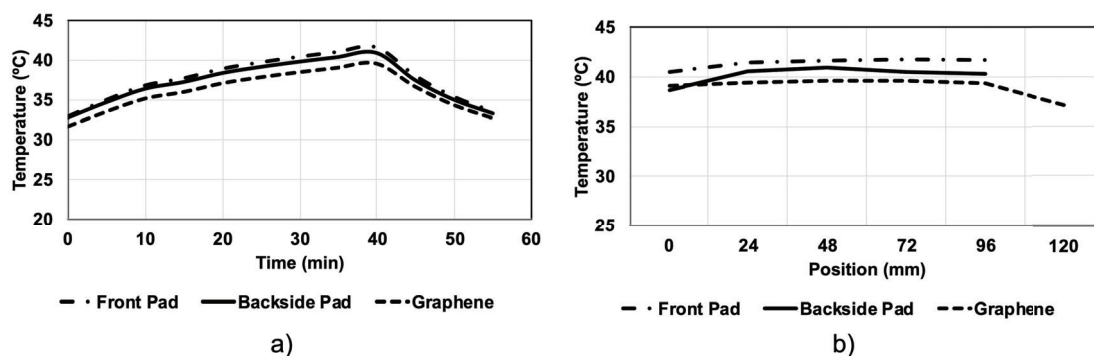 45
40
35
30
25
20
Temperature (ºC)
0 10 20 30 40 50 60
Time (min)
Front Pad Backside Pad Graphene
a)
45
40
35
30
25
Temperature (ºC)
0 24 48 72 96 120
Position (mm)
Front Pad Backside Pad Graphene
b)